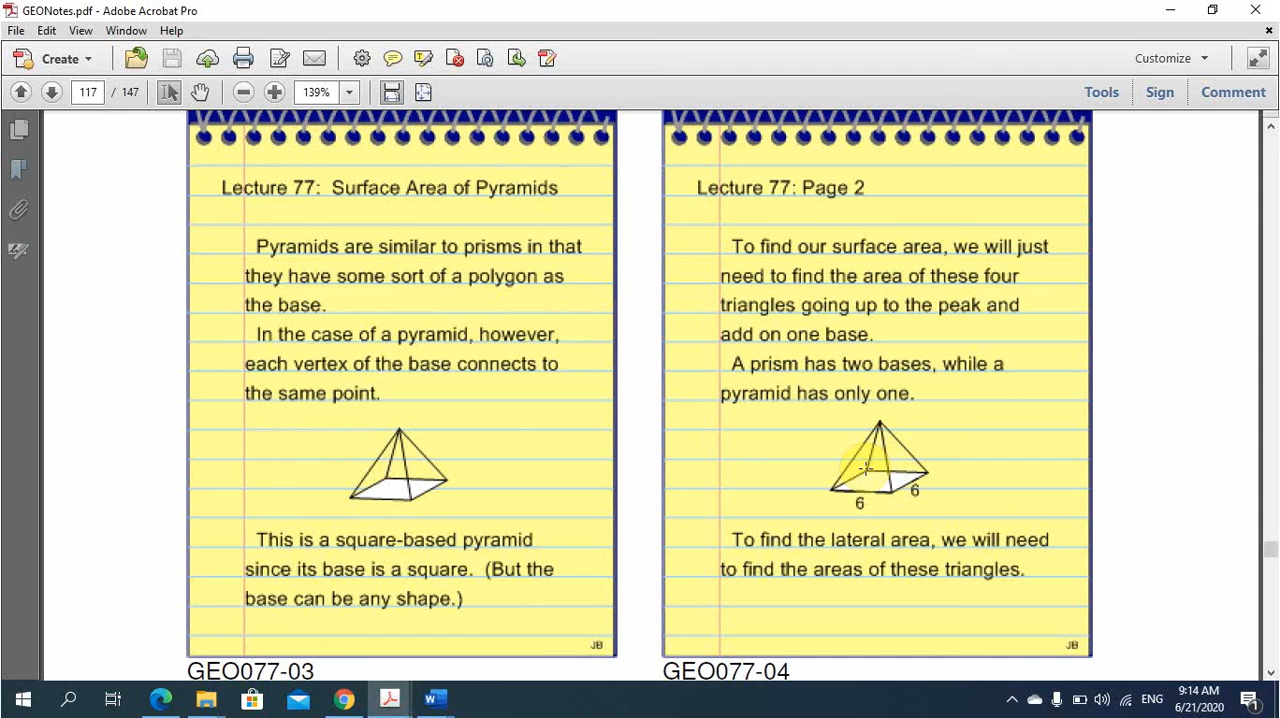 GEONotes.pdf - Adobe Acrobat Pro
File Edit View Window Help
Create
Customize
117 / 147
139%
Tools Sign Comment
Lecture 77: Surface Area of Pyramids
Pyramids are similar to prisms in that
they have some sort of a polygon as
the base.
In the case of a pyramid, however,
each vertex of the base connects to
the same point.
This is a square-based pyramid
since its base is a square. (But the
base can be any shape.)
JB
GEO077-03
Lecture 77: Page 2
To find our surface area, we will just
need to find the area of these four
triangles going up to the peak and
add on one base.
A prism has two bases, while a
pyramid has only one.
6
6
To find the lateral area, we will need
to find the areas of these triangles.
JB
GEO077-04
ENG
9:14 AM
6/21/2020
1